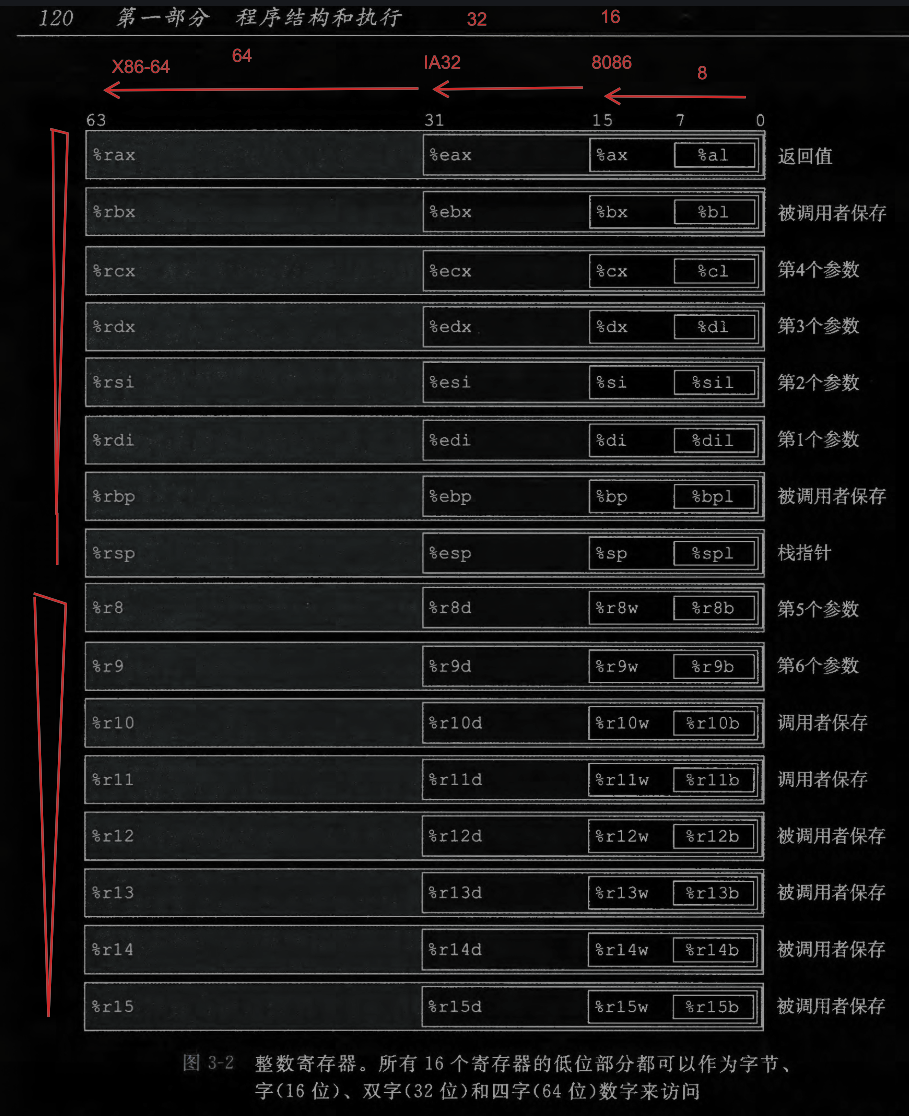 120 第一部分 程序结构和执行
32 16
X86-64 64 IA32 8086 8
63 31 15 7 0
%rax %eax %ax %al 返回值
%rbx %ebx %bx %bl 被调用者保存
%rcx %ecx %cx %cl 第4个参数
%rdx %edx %dx %dl 第3个参数
%rsi %esi %si %sil 第2个参数
%rdi %edi %di %dil 第1个参数
%rbp %ebp %bp %bpl 被调用者保存
%rsp %esp %sp %spl 栈指针
%r8 %r8d %r8w %r8b 第5个参数
%r9 %r9d %r9w %r9b 第6个参数
%r10 %r10d %r10w %r10b 调用者保存
%r11 %r11d %r11w %r11b 调用者保存
%r12 %r12d %r12w %r12b 被调用者保存
%r13 %r13d %r13w %r13b 被调用者保存
%r14 %r14d %r14w %r14b 被调用者保存
%r15 %r15d %r15w %r15b 被调用者保存
图 3-2 整数寄存器。所有 16 个寄存器的低位部分都可以作为字节、
字(16 位)、双字(32 位)和四字(64 位)数字来访问